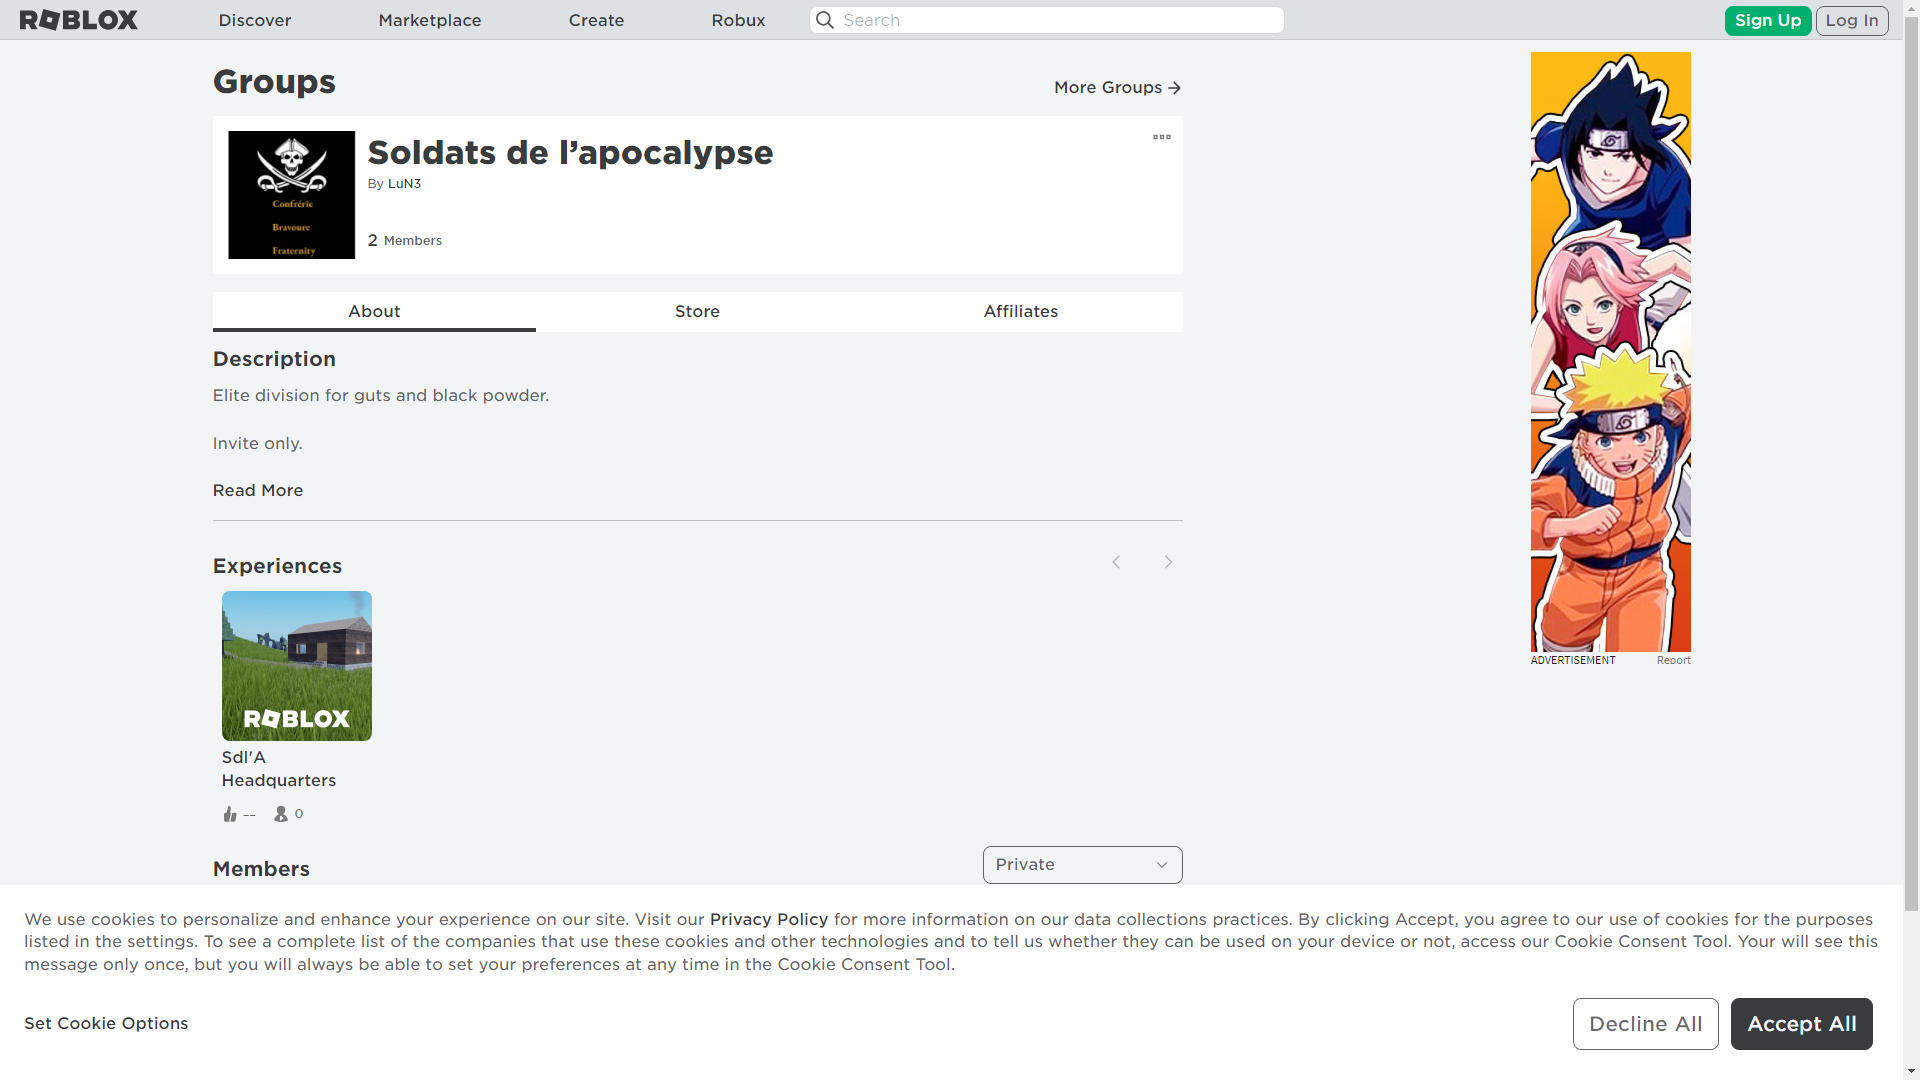 ROBLOX
Discover
Marketplace
Create
Robux
Search
Sign Up
Log In
Groups
More Groups
Confrérie
Bravoure
Fraternity
Soldats de l’apocalypse
By LuN3
2 Members
About
Store
Affiliates
Description
Elite division for guts and black powder.
Invite only.
Read More
Experiences
ROBLOX
Sdl'A
Headquarters
--
0
Members
Private
ADVERTISEMENT
Report
We use cookies to personalize and enhance your experience on our site. Visit our Privacy Policy for more information on our data collections practices. By clicking Accept, you agree to our use of cookies for the purposes
listed in the settings. To see a complete list of the companies that use these cookies and other technologies and to tell us whether they can be used on your device or not, access our Cookie Consent Tool. Your will see this
message only once, but you will always be able to set your preferences at any time in the Cookie Consent Tool.
Set Cookie Options
Decline All
Accept All